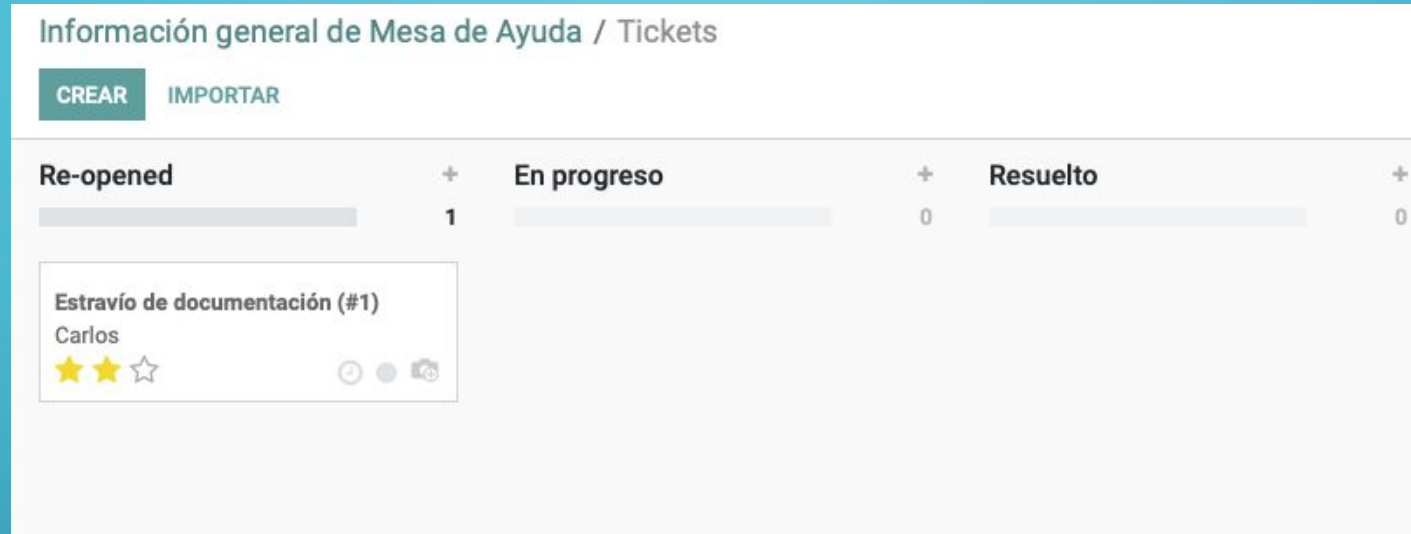 Información general de Mesa de Ayuda / Tickets
CREAR IMPORTAR
Re-opened + En progreso + Resuelto +
1 0 0
Estravío de documentación (#1)
Carlos